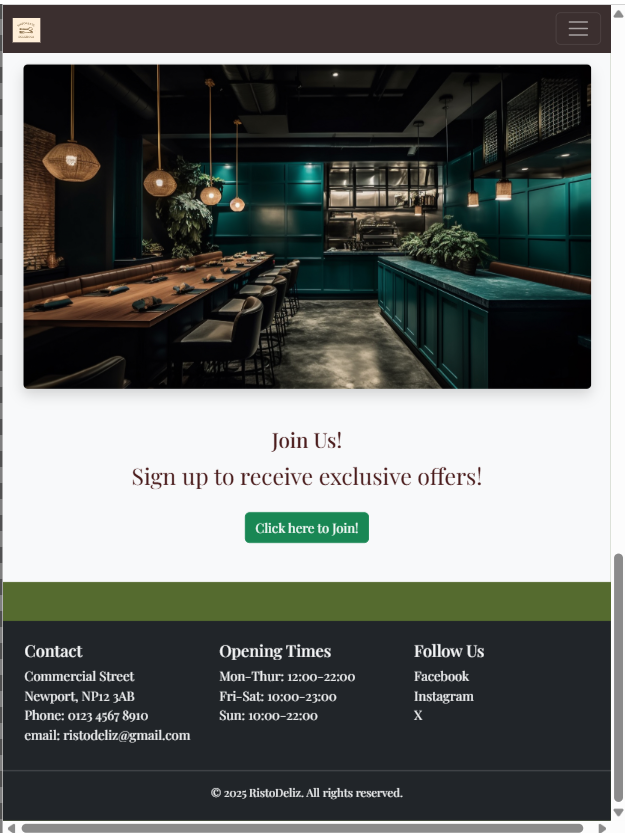 Join Us!
Sign up to receive exclusive offers!
Click here to Join!
Contact
Commercial Street
Newport, NP12 3AB
Phone: 0123 4567 8910
email: ristodeliz@gmail.com
Opening Times
Mon-Thur: 12:00-22:00
Fri-Sat: 10:00-23:00
Sun: 10:00-22:00
Follow Us
Facebook
Instagram
X
© 2025 RistoDeliz. All rights reserved.